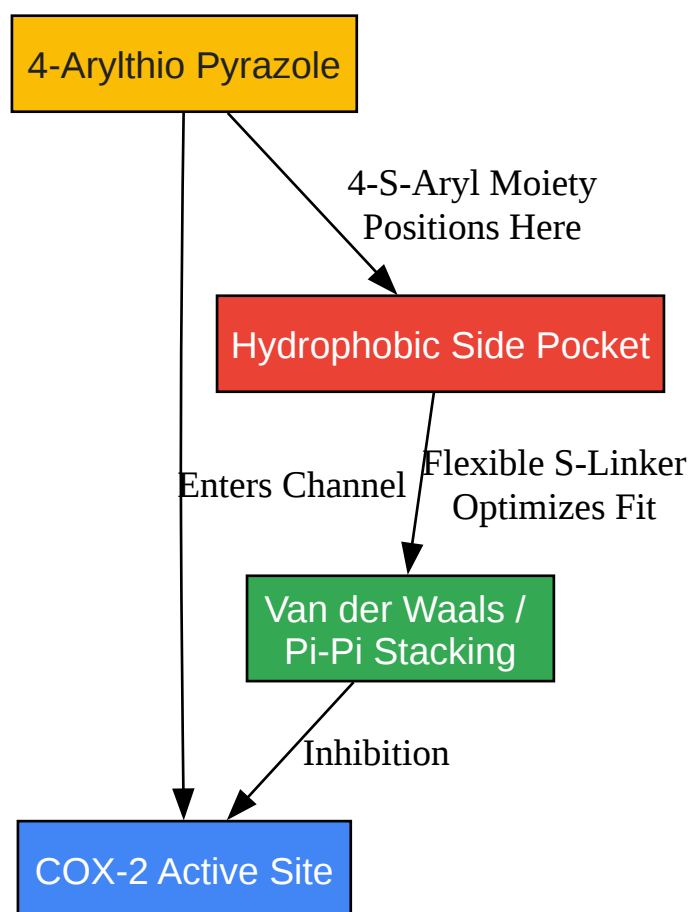 4-Arylthio Pyrazole
4-S-Aryl Moiety
Positions Here
Hydrophobic Side Pocket
Enters Channel
Flexible S-Linker
Optimizes Fit
Van der Waals /
Pi-Pi Stacking
Inhibition
COX-2 Active Site